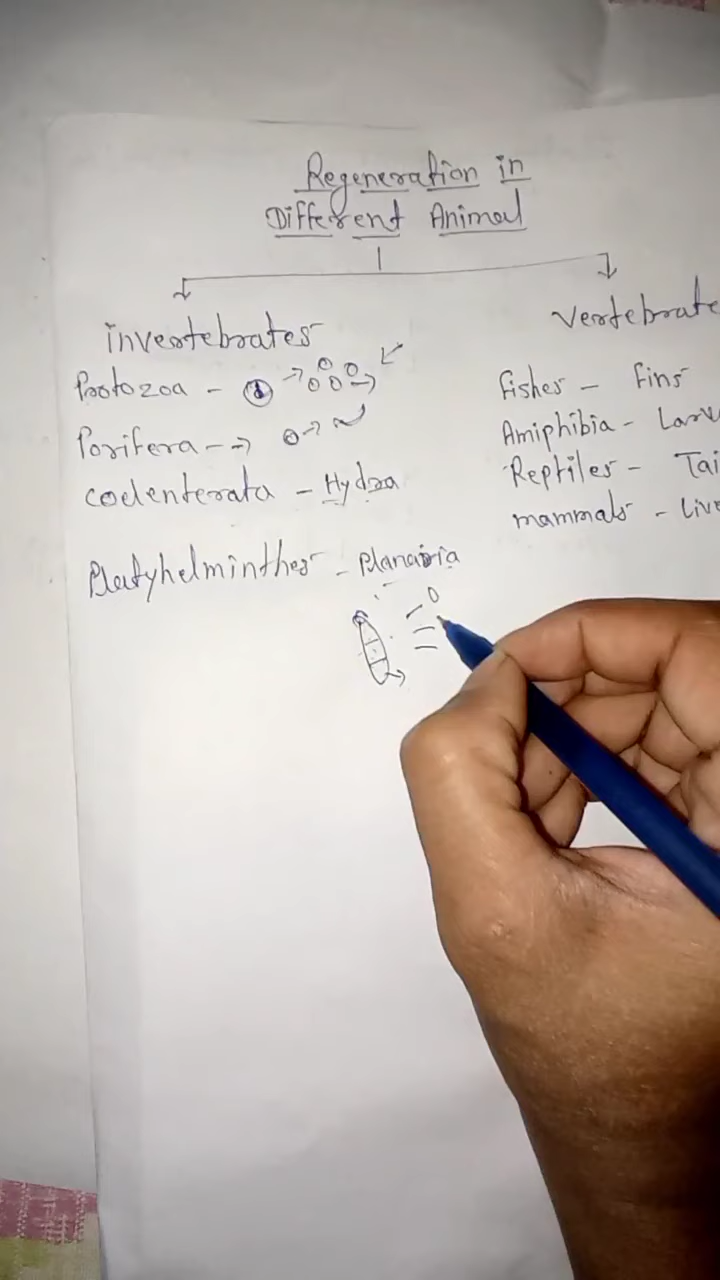 Regeneration in
Different Animal
invertebrates
Protozoa -
Porifera -
coelenterata - Hydra
Platyhelminthes - Planaria
Vertebrate
fishes - fins
Amiphibia - Larv
Reptiles - Tai
mammals - Live